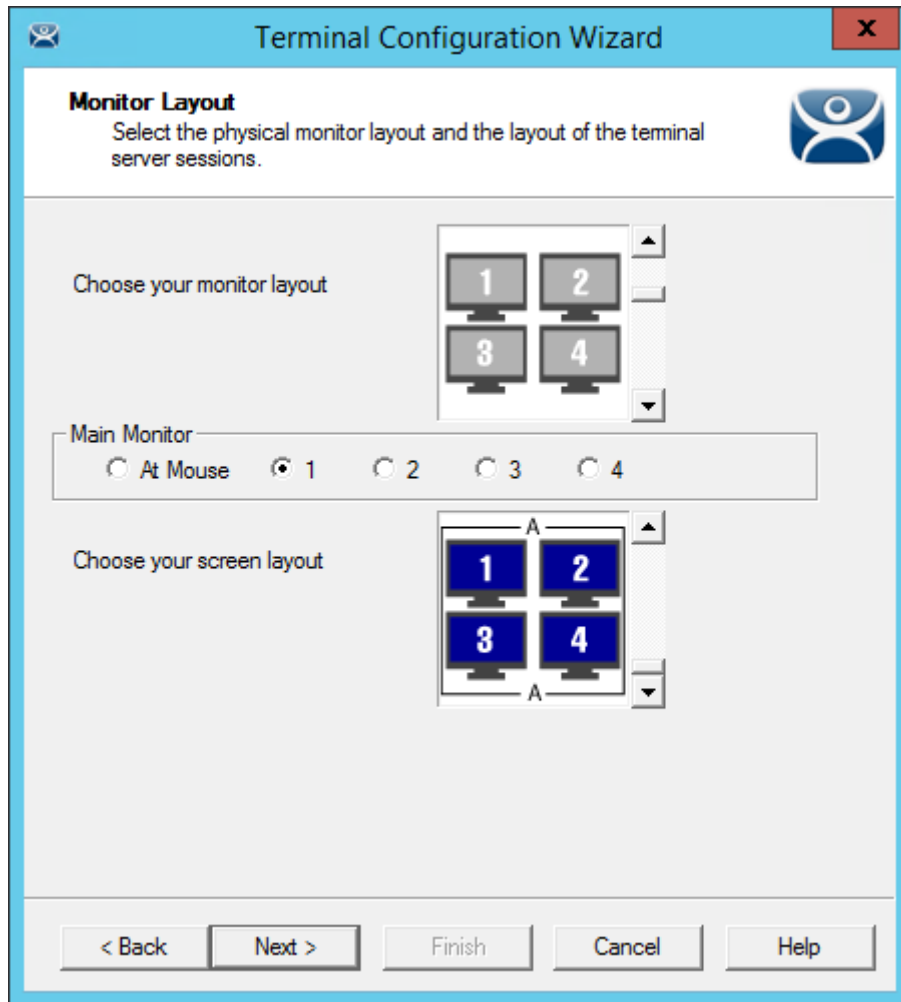 Terminal Configuration Wizard
x
Monitor Layout
Select the physical monitor layout and the layout of the terminal
server sessions.
Choose your monitor layout
1 2
3 4
Main Monitor
At Mouse 1 2 3 4
Choose your screen layout
A
1 2
3 4
A
< Back Next > Finish Cancel Help